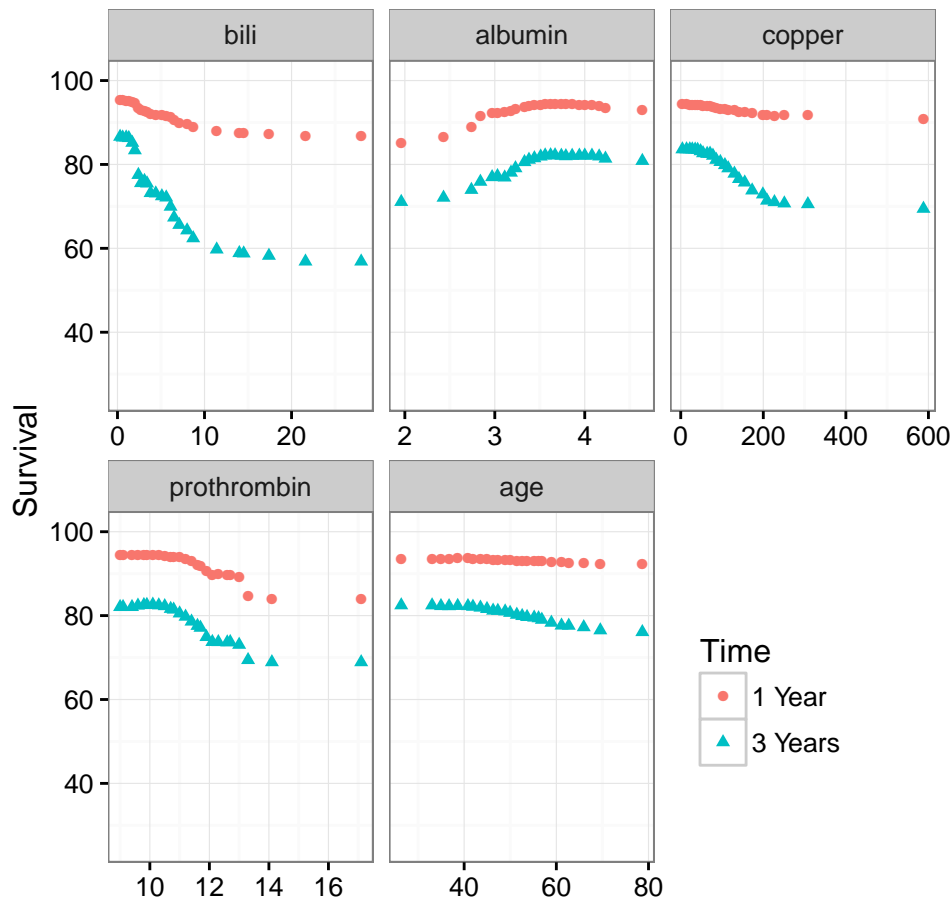 bili albumin copper
100
80
60
40
0 10 20 2 3 4 0 200 400 600
Survival
prothrombin age
100
80
60
40
10 12 14 16 40 60 80
Time
1 Year
3 Years